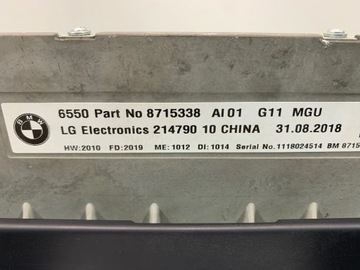 BMW
6550 Part No 8715338 AI 01 G11 MGU
LG Electronics 214790 10 CHINA 31.08.2018
HW:2010 FD:2019 ME:1012 DI:1014 Serial No.1118024514 BM 8715